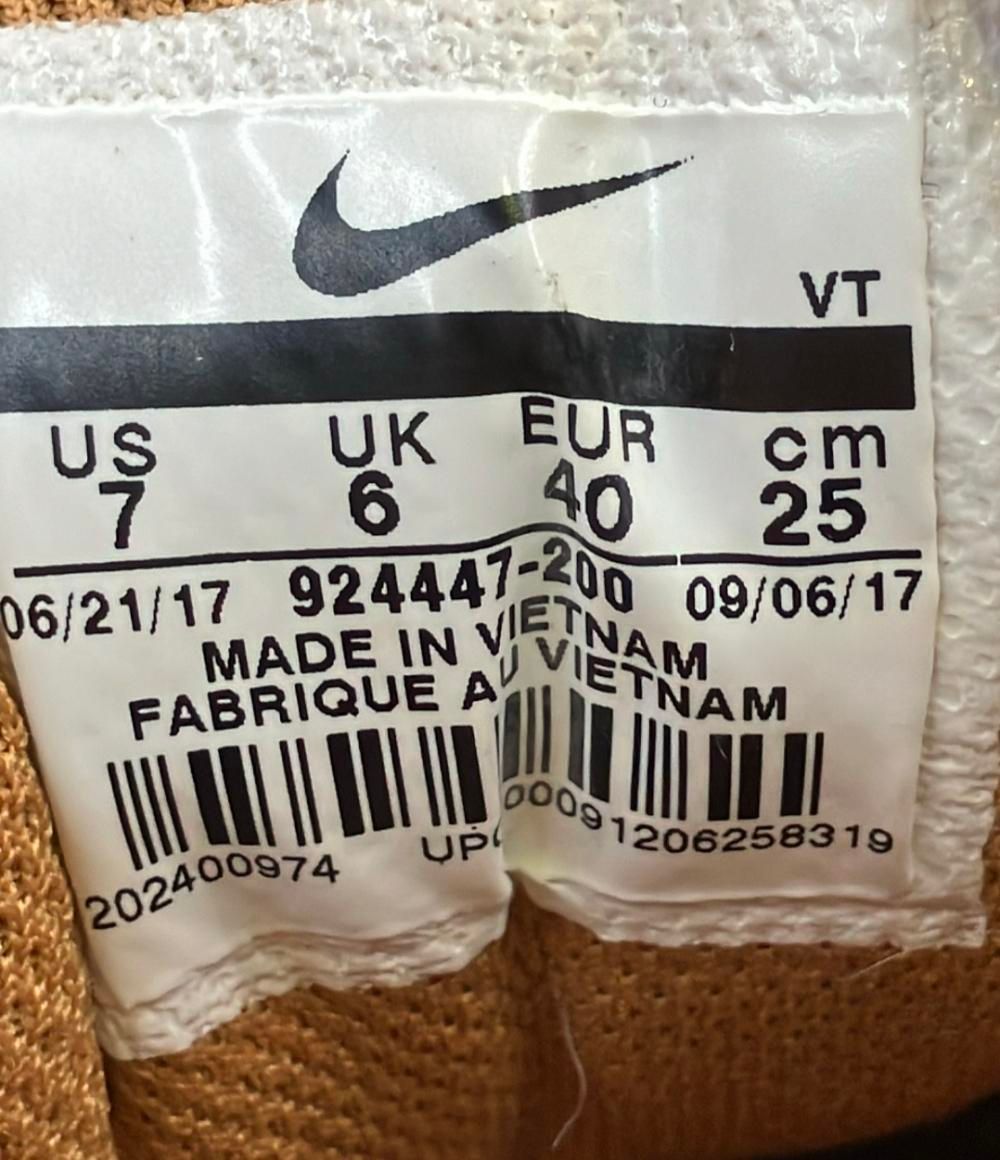 VT
US UK EUR cm
7 6 40 25
06/21/17 924447-200 09/06/17
MADE IN VIETNAM
FABRIQUE AU VIETNAM
202400974 00091206258319